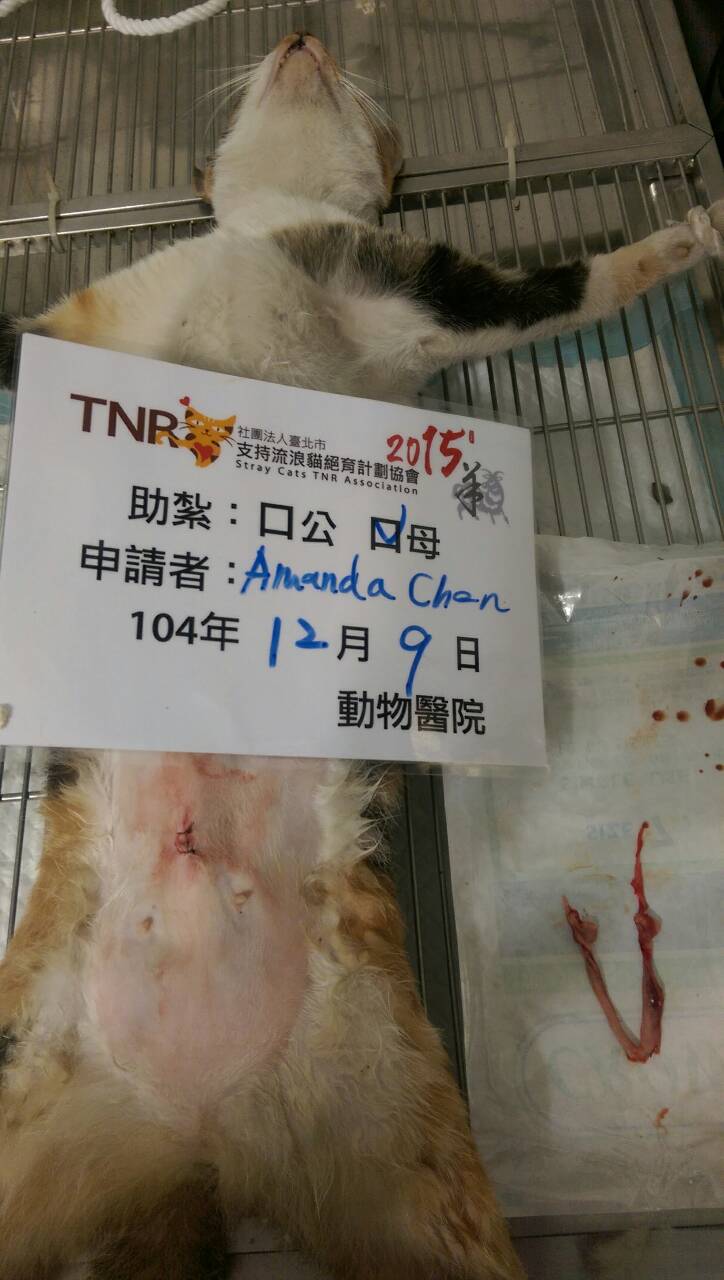 TNR
社團法人臺北市
支持流浪貓絕育計劃協會
Stray Cats TNR Association
2015
羊
助紮：口公 口母
申請者：Amanda Chen
104年 12月 9日
動物醫院